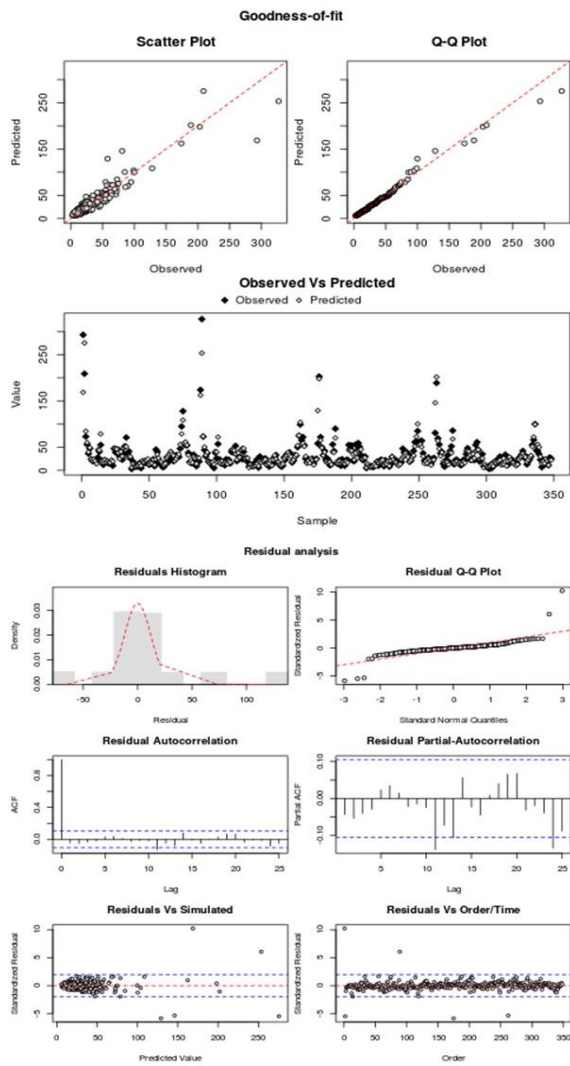 Goodness-of-fit
Scatter Plot
Q-Q Plot
Predicted
50
150
250
0 50 100 150 200 250 300
Observed
Predicted
50
150
250
0 50 100 150 200 250 300
Observed
Observed Vs Predicted
Observed Predicted
Value
0
50
150
250
0 50 100 150 200 250 300 350
Sample
Residual analysis
Residuals Histogram
Density
0.00
0.01
0.02
0.03
-50 0 50 100
Residual
Residual Q-Q Plot
Standardized Residual
-5
0
5
10
-3 -2 -1 0 1 2 3
Standard Normal Quantiles
Residual Autocorrelation
ACF
0.0
0.4
0.8
0 5 10 15 20 25
Lag
Residual Partial-Autocorrelation
Partial ACF
-0.10
0.00
0.10
5 10 15 20 25
Lag
Residuals Vs Simulated
Standardized Residual
-5
0
5
10
0 50 100 150 200 250
Predicted Value
Residuals Vs Order/Time
Standardized Residual
-5
0
5
10
0 50 100 150 200 250 300 350
Order